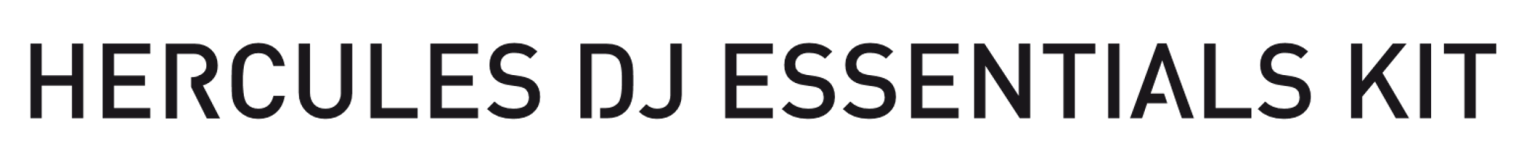 HERCULES DJ ESSENTIALS KIT